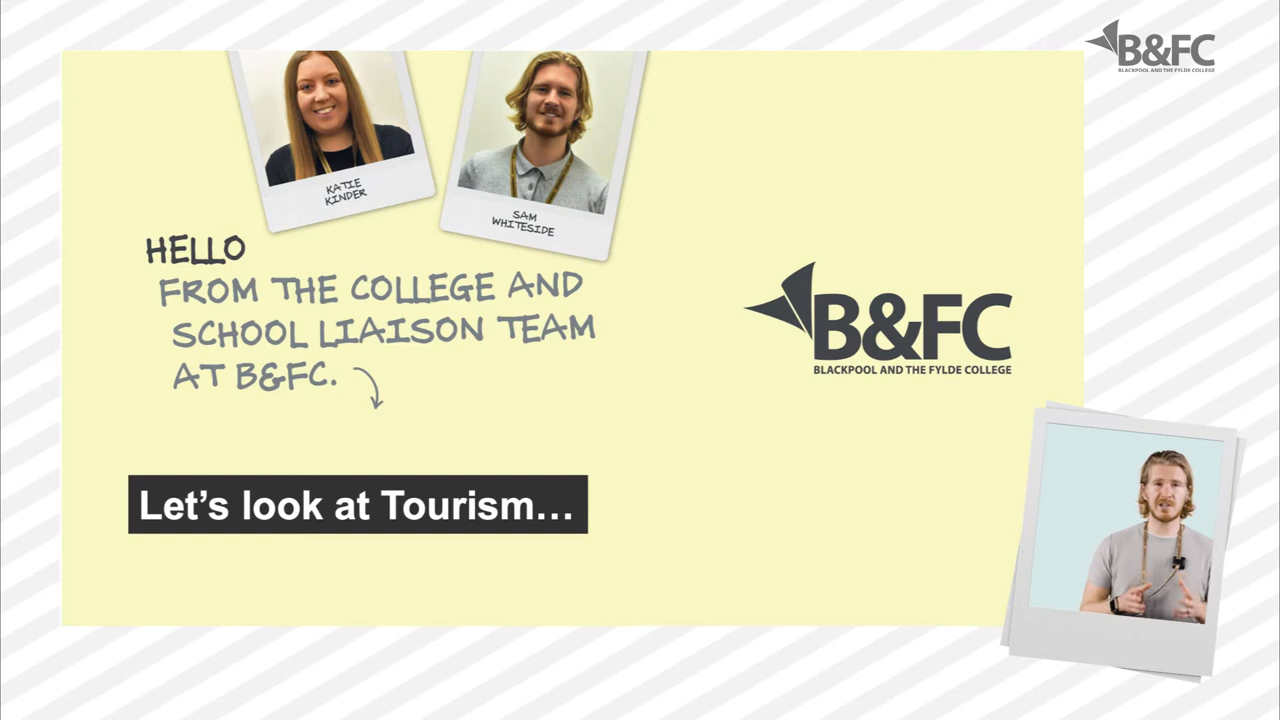 B&FC
BLACKPOOL AND THE FYLDE COLLEGE
KATIE
KINDER
SAM
WHITESIDE
HELLO
FROM THE COLLEGE AND
SCHOOL LIAISON TEAM
AT B&FC.
B&FC
BLACKPOOL AND THE FYLDE COLLEGE
Let’s look at Tourism...